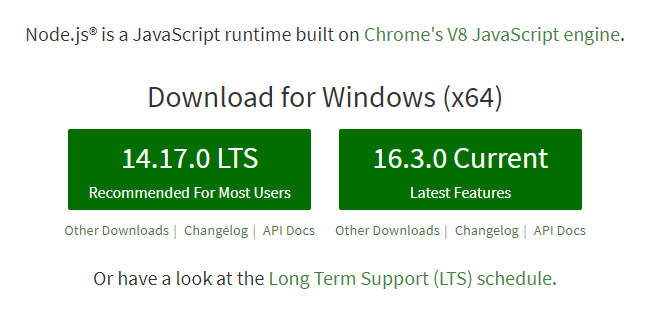 Node.js® is a JavaScript runtime built on Chrome's V8 JavaScript engine.
Download for Windows (x64)
14.17.0 LTS
Recommended For Most Users
16.3.0 Current
Latest Features
Other Downloads | Changelog | API Docs
Other Downloads | Changelog | API Docs
Or have a look at the Long Term Support (LTS) schedule.